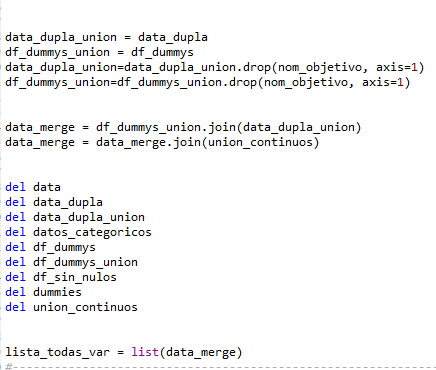 data_dupla_union = data_dupla
df_dummys_union = df_dummys
data_dupla_union=data_dupla_union.drop(nom_objetivo, axis=1)
df_dummys_union=df_dummys_union.drop(nom_objetivo, axis=1)
data_merge = df_dummys_union.join(data_dupla_union)
data_merge = data_merge.join(union_continuos)
del data
del data_dupla
del data_dupla_union
del datos_categoricos
del df_dummys
del df_dummys_union
del df_sin_nulos
del dummies
del union_continuos
lista_todas_var = list(data_merge)
#----------------------------------------------------------